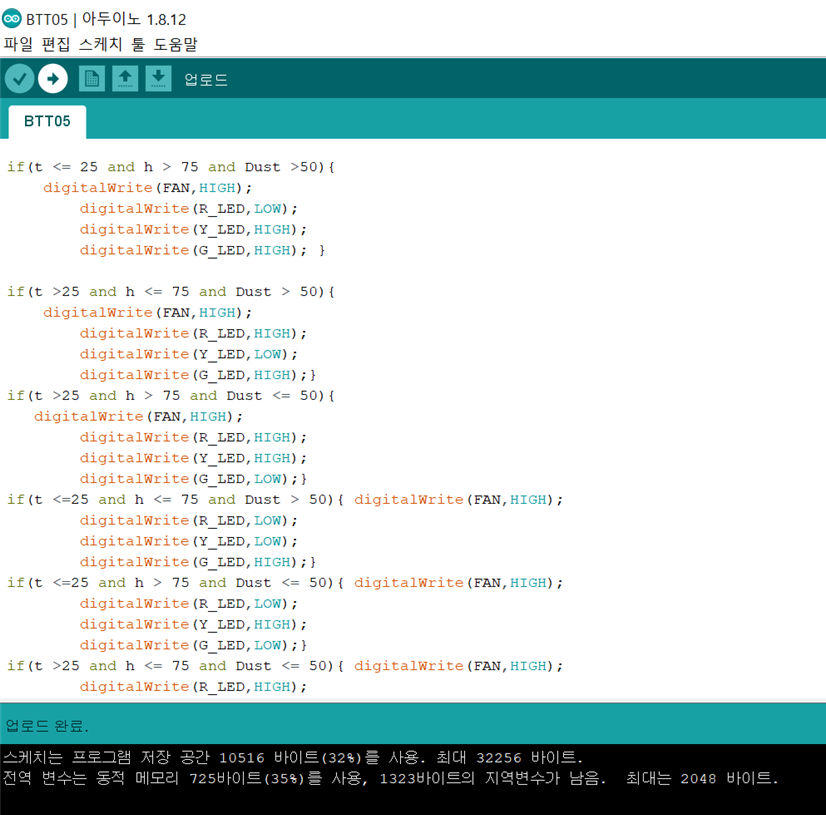 BTT05 | 아두이노 1.8.12
파일 편집 스케치 툴 도움말
업로드
BTT05
if(t <= 25 and h > 75 and Dust >50){
digitalWrite(FAN,HIGH);
digitalWrite(R_LED,LOW);
digitalWrite(Y_LED,HIGH);
digitalWrite(G_LED,HIGH); }
if(t >25 and h <= 75 and Dust > 50){
digitalWrite(FAN,HIGH);
digitalWrite(R_LED,HIGH);
digitalWrite(Y_LED,LOW);
digitalWrite(G_LED,HIGH);}
if(t >25 and h > 75 and Dust <= 50){
digitalWrite(FAN,HIGH);
digitalWrite(R_LED,HIGH);
digitalWrite(Y_LED,HIGH);
digitalWrite(G_LED,LOW);}
if(t <=25 and h <= 75 and Dust > 50){ digitalWrite(FAN,HIGH);
digitalWrite(R_LED,LOW);
digitalWrite(Y_LED,LOW);
digitalWrite(G_LED,HIGH);}
if(t <=25 and h > 75 and Dust <= 50){ digitalWrite(FAN,HIGH);
digitalWrite(R_LED,LOW);
digitalWrite(Y_LED,HIGH);
digitalWrite(G_LED,LOW);}
if(t >25 and h <= 75 and Dust <= 50){ digitalWrite(FAN,HIGH);
digitalWrite(R_LED,HIGH);
업로드 완료.
스케치는 프로그램 저장 공간 10516 바이트(32%)를 사용. 최대 32256 바이트.
전역 변수는 동적 메모리 725바이트(35%)를 사용, 1323바이트의 지역변수가 남음.  최대는 2048 바이트.